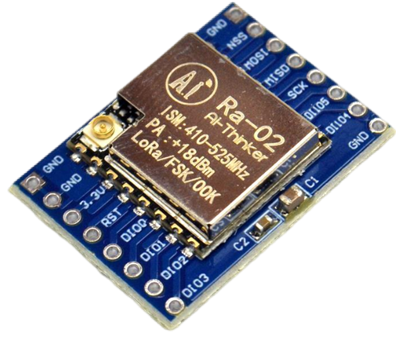 Ai
Ra-02
Ai-Thinker
ISM:410-525MHz
PA:+18dBm
LoRa/FSK/OOK
GND
NSS
MOSI
MISO
SCK
DIO5
DIO4
GND
GND
GND
3.3V
RST
DIO0
DIO1
DIO2
DIO3
C1
C2